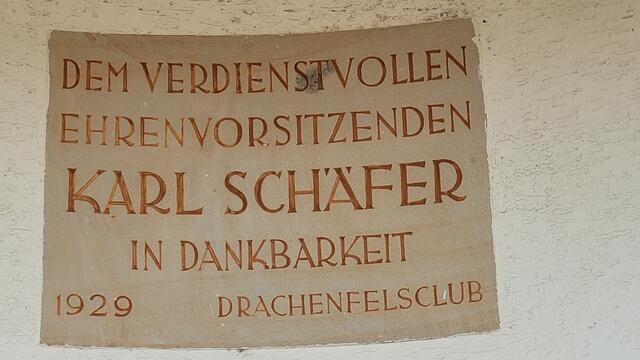 DEM VERDIENSTVOLLEN
EHRENVORSITZENDEN
KARL SCHÄFER
IN DANKBARKEIT
1929 DRACHENFELSCLUB